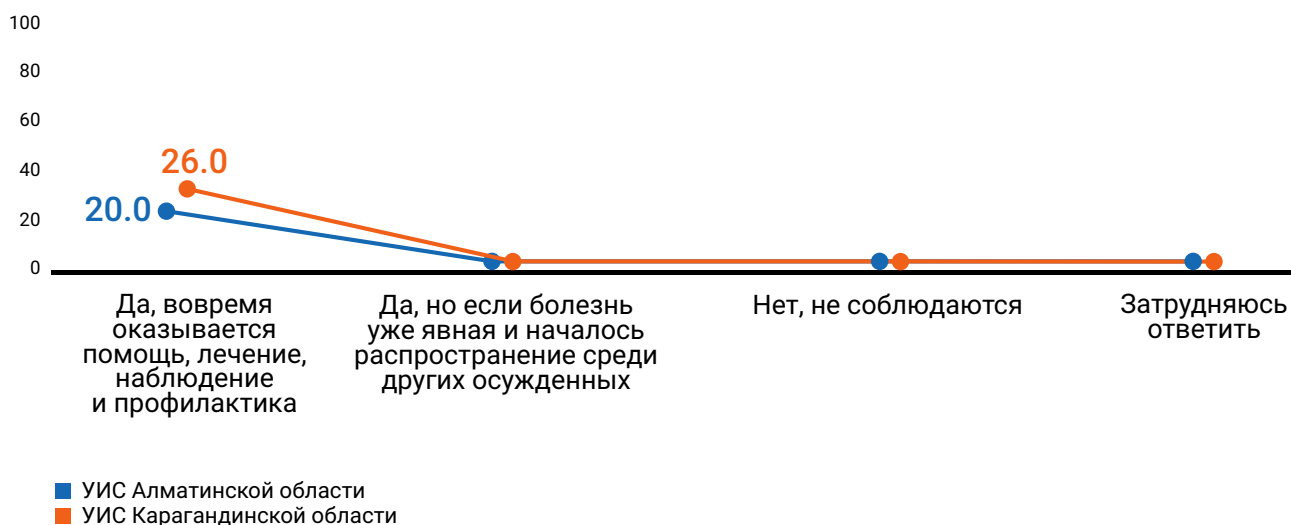 100
80
60
40
20
0
26.0
20.0
Да, вовремя
оказывается
помощь, лечение,
наблюдение
и профилактика
Да, но если болезнь
уже явная и началось
распространение среди
других осужденных
Нет, не соблюдаются
Затрудняюсь
ответить
УИС Алматинской области
УИС Карагандинской области